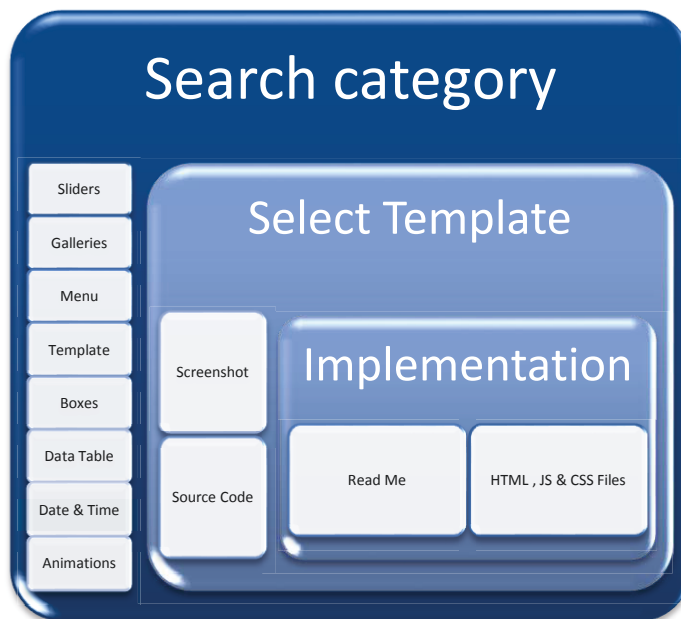 Search category
Sliders
Galleries
Menu
Template
Boxes
Data Table
Date & Time
Animations
Select Template
Screenshot
Source Code
Implementation
Read Me
HTML , JS & CSS Files